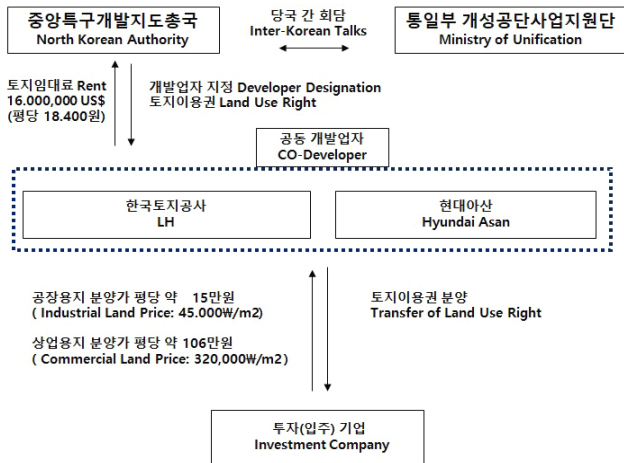 중앙특구개발지도총국
North Korean Authority
당국 간 회담
Inter-Korean Talks
통일부 개성공단사업지원단
Ministry of Unification
토지임대료 Rent
16.000,000 US$
(평당 18.400원)
개발업자 지정 Developer Designation
토지이용권 Land Use Right
공동 개발업자
CO-Developer
한국토지공사
LH
현대아산
Hyundai Asan
공장용지 분양가 평당 약 15만원
( Industrial Land Price: 45.000₩/m2)
상업용지 분양가 평당 약 106만원
( Commercial Land Price: 320,000₩/m2)
토지이용권 분양
Transfer of Land Use Right
투자(입주) 기업
Investment Company